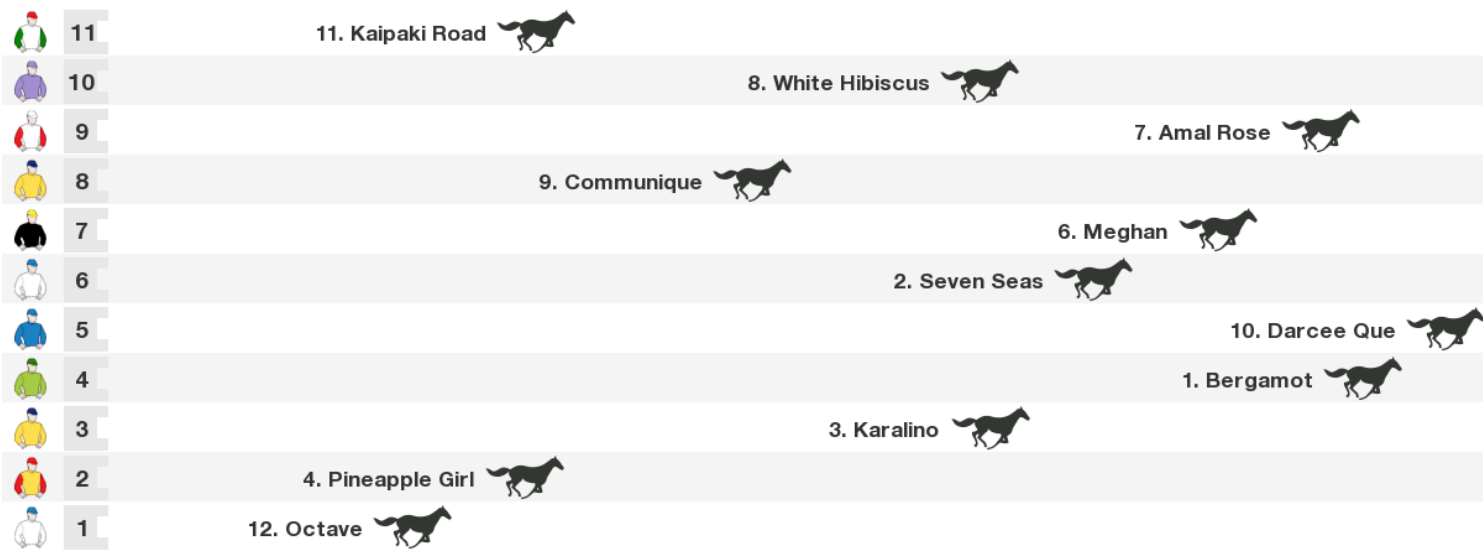 11 11. Kaipaki Road
10 8. White Hibiscus
9 7. Amal Rose
8 9. Communique
7 6. Meghan
6 2. Seven Seas
5 10. Darcee Que
4 1. Bergamot
3 3. Karalino
2 4. Pineapple Girl
1 12. Octave